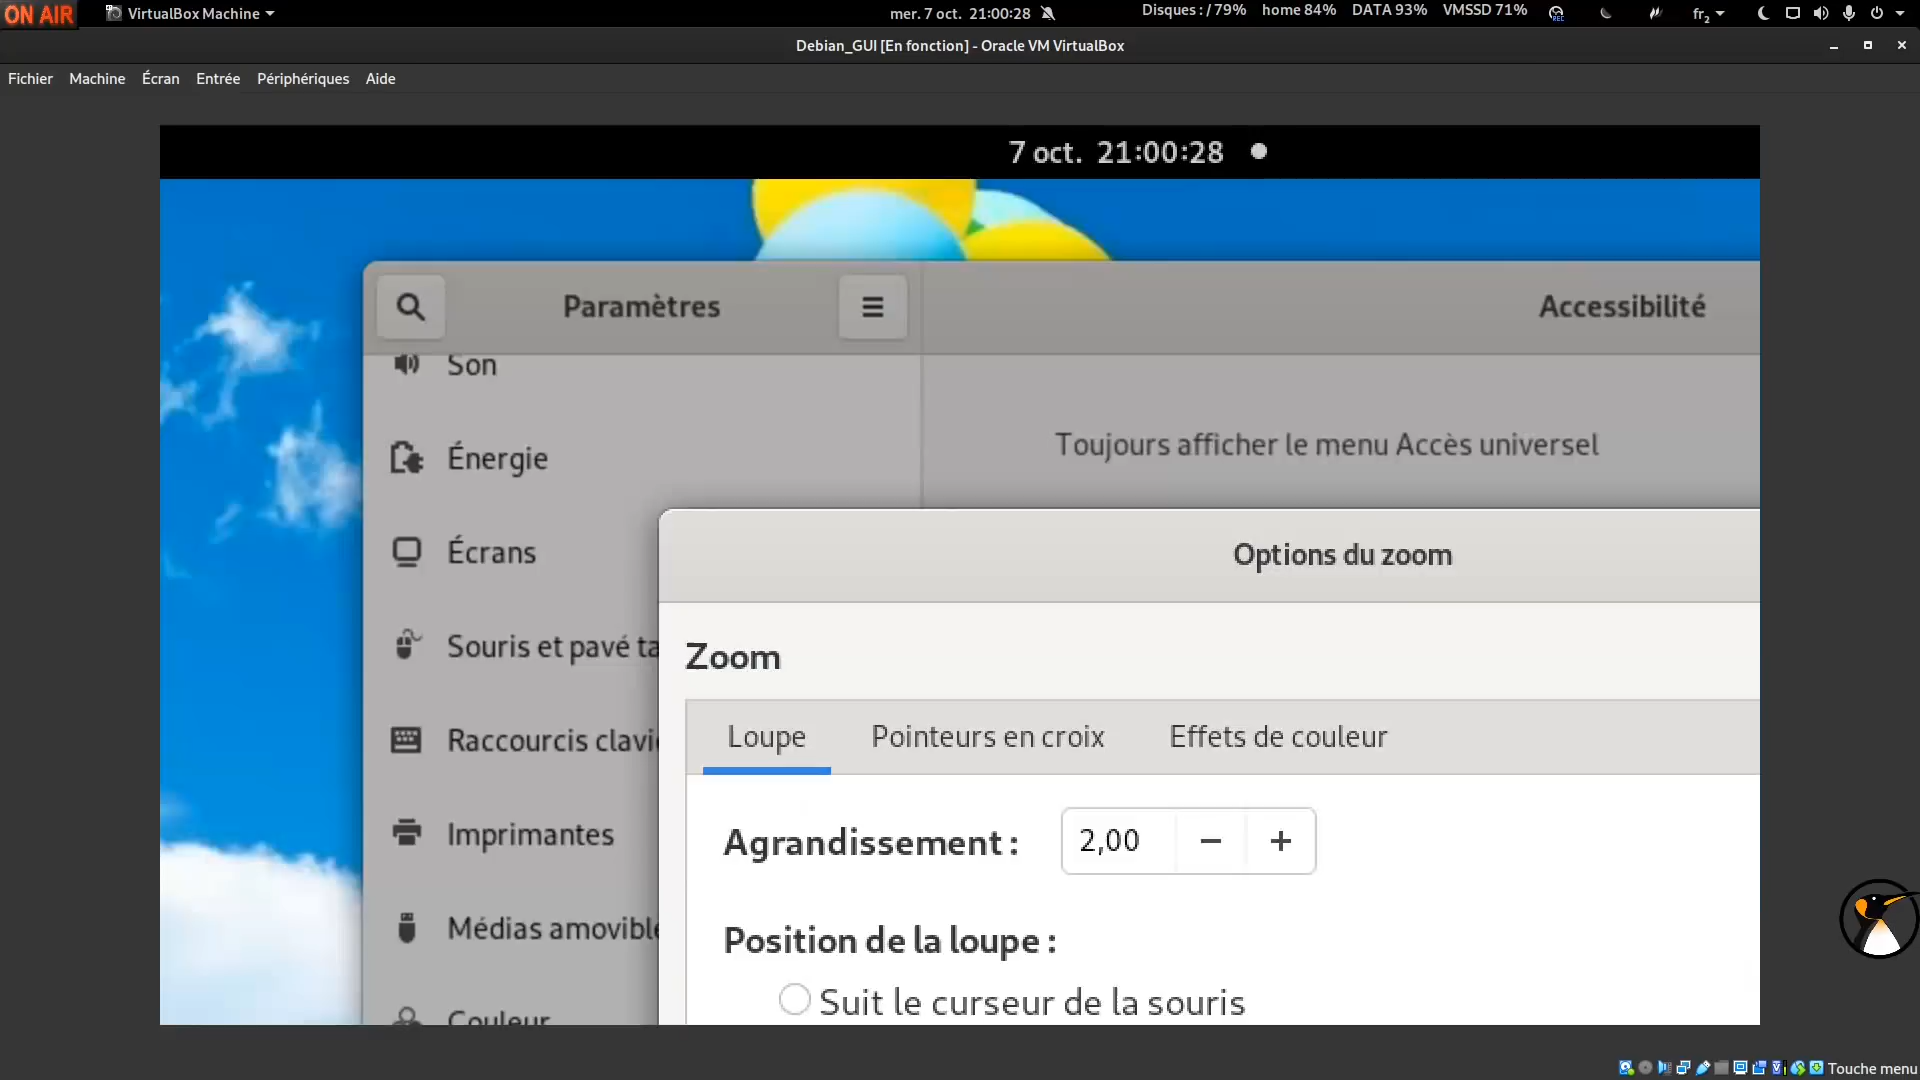 ON AIR
VirtualBox Machine
mer. 7 oct. 21:00:28
Disques : / 79% home 84% DATA 93% VMSSD 71%
REC
fr₂
Debian_GUI [En fonction] - Oracle VM VirtualBox
Fichier Machine Écran Entrée Périphériques Aide
7 oct. 21:00:28
Paramètres
Accessibilité
Son
Toujours afficher le menu Accès universel
Énergie
Écrans
Options du zoom
Souris et pavé ta
Zoom
Raccourcis clavi
Loupe Pointeurs en croix Effets de couleur
Imprimantes
Agrandissement : 2,00 − +
Médias amovible
Position de la loupe :
Suit le curseur de la souris
Couleur
Touche menu